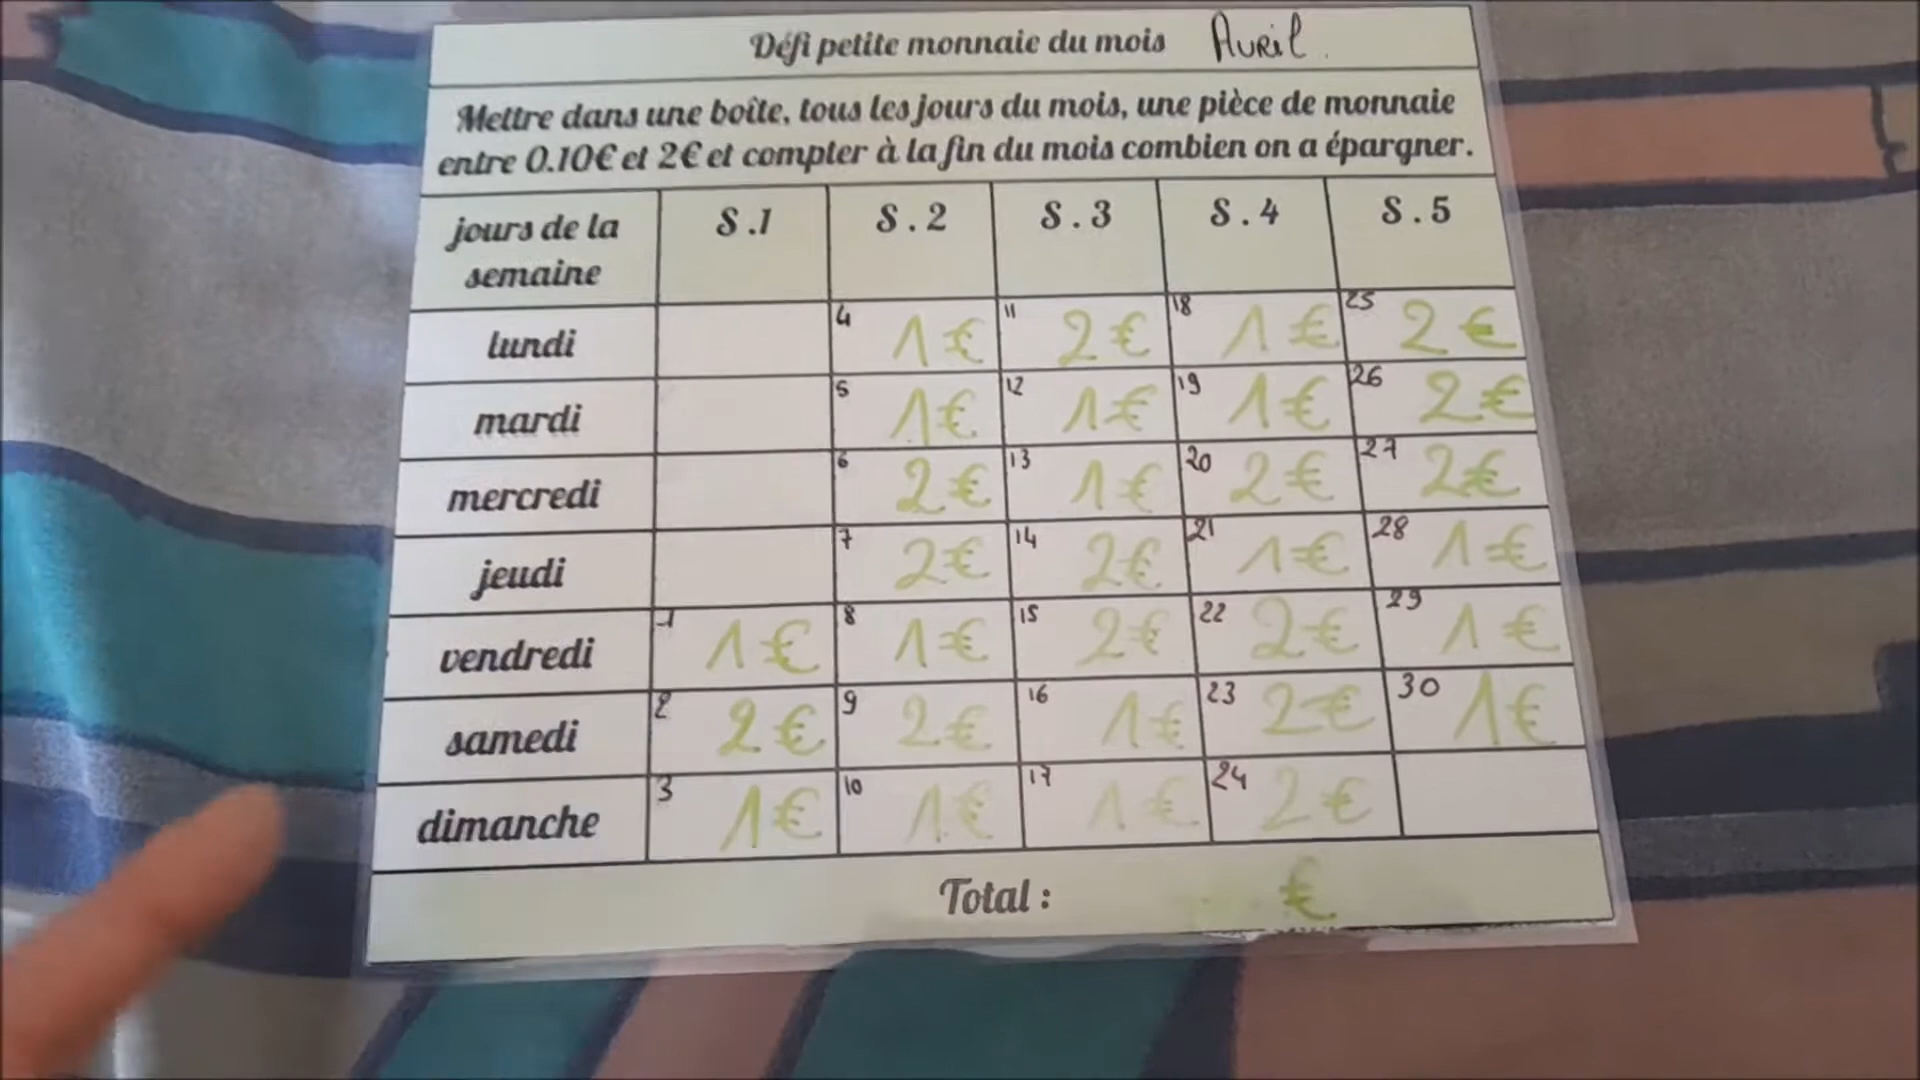 Défi petite monnaie du mois Avril.
Mettre dans une boîte, tous les jours du mois, une pièce de monnaie
entre 0.10€ et 2€ et compter à la fin du mois combien on a épargner.
jours de la semaine S.1 S.2 S.3 S.4 S.5
lundi 4 1€ 11 2€ 18 1€ 25 2€
mardi 5 1€ 12 1€ 19 1€ 26 2€
mercredi 6 2€ 13 1€ 20 2€ 27 2€
jeudi 7 2€ 14 2€ 21 1€ 28 1€
vendredi 1 1€ 8 1€ 15 2€ 22 2€ 29 1€
samedi 2 2€ 9 2€ 16 1€ 23 2€ 30 1€
dimanche 3 1€ 10 1€ 17 1€ 24 2€
Total : €